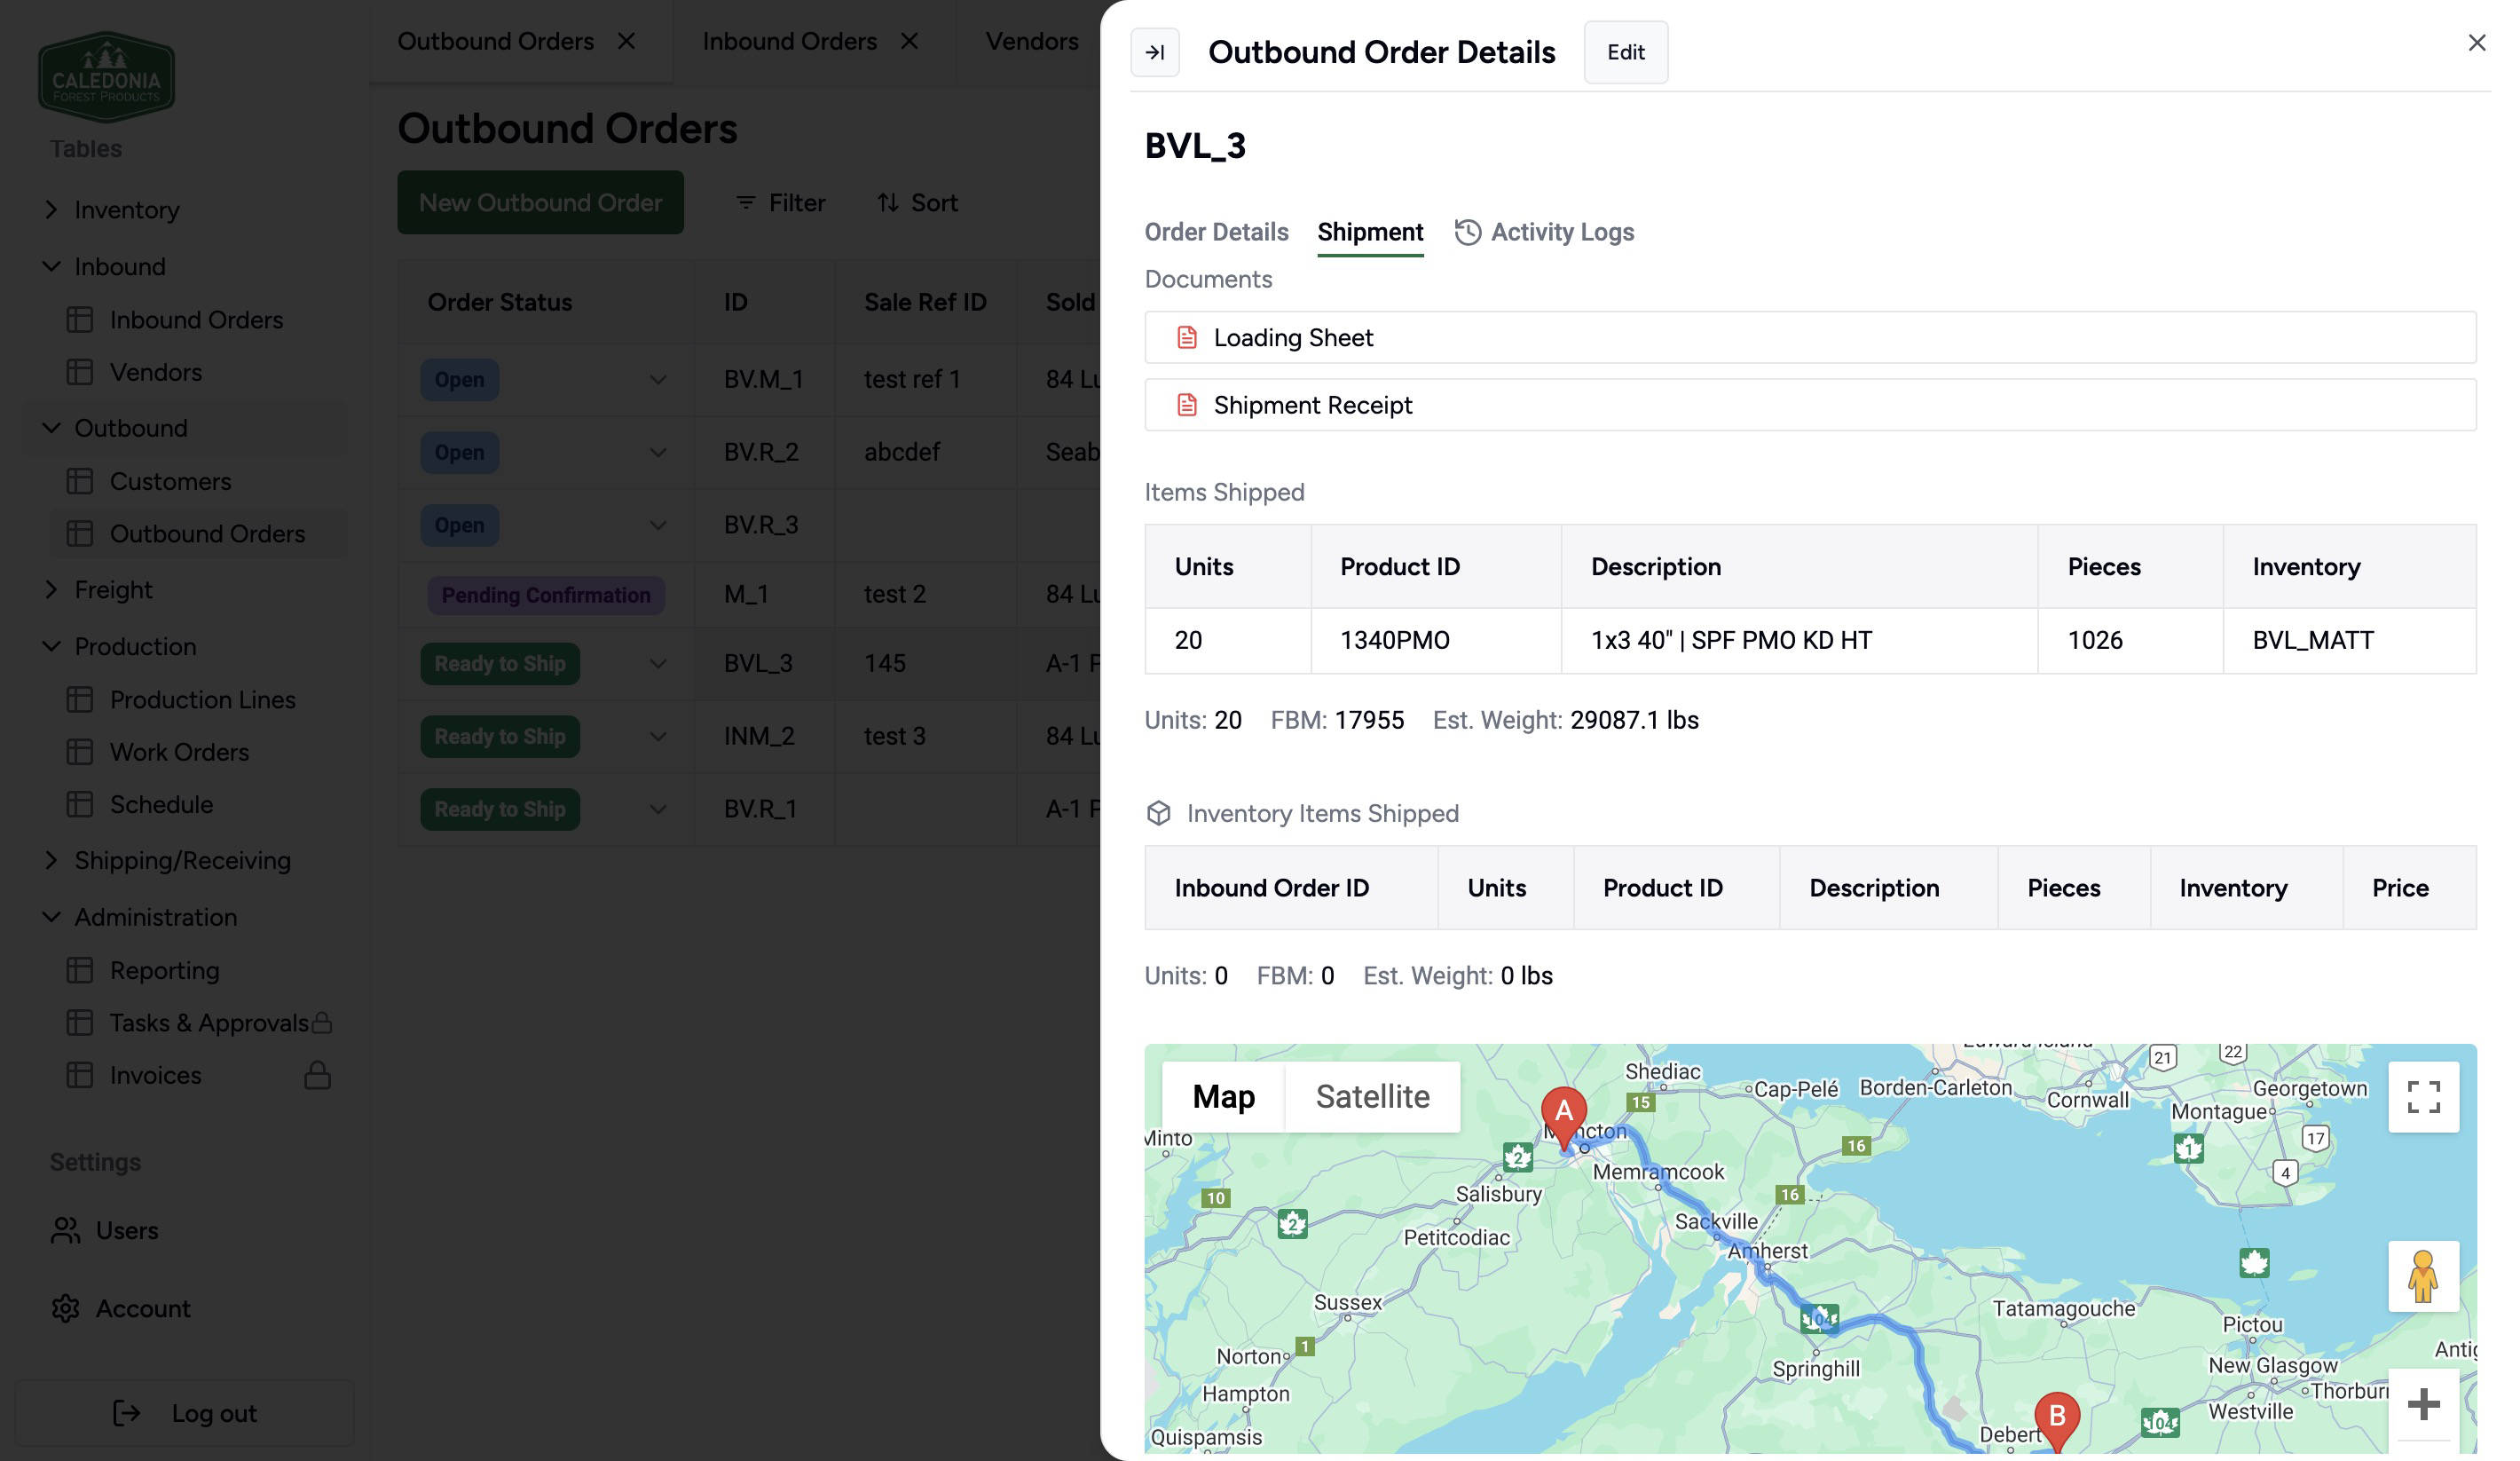 CALEDONIA
FOREST PRODUCTS
Tables
Inventory
Inbound
Inbound Orders
Vendors
Outbound
Customers
Outbound Orders
Freight
Production
Production Lines
Work Orders
Schedule
Shipping/Receiving
Administration
Reporting
Tasks & Approvals
Invoices
Settings
Users
Account
Log out
Outbound Orders
Inbound Orders
Vendors
Outbound Orders
New Outbound Order
Filter
Sort
Order Status
ID
Sale Ref ID
Sold
Open
BV.M_1
test ref 1
84 Lu
Open
BV.R_2
abcdef
Seab
Open
BV.R_3
Pending Confirmation
M_1
test 2
84 Lu
Ready to Ship
BVL_3
145
A-1 P
Ready to Ship
INM_2
test 3
84 Lu
Ready to Ship
BV.R_1
A-1 P
Outbound Order Details
Edit
BVL_3
Order Details
Shipment
Activity Logs
Documents
Loading Sheet
Shipment Receipt
Items Shipped
Units
Product ID
Description
Pieces
Inventory
20
1340PMO
1x3 40" | SPF PMO KD HT
1026
BVL_MATT
Units: 20
FBM: 17955
Est. Weight: 29087.1 lbs
Inventory Items Shipped
Inbound Order ID
Units
Product ID
Description
Pieces
Inventory
Price
Units: 0
FBM: 0
Est. Weight: 0 lbs
Map
Satellite
Edward Island
21
22
Shediac
Cap-Pelé
Borden-Carleton
Georgetown
15
Cornwall
Montague
A
Moncton
Minto
16
1
17
2
Memramcook
4
Salisbury
10
16
2
Sackville
Petitcodiac
Amherst
Sussex
104
Tatamagouche
Pictou
1
Norton
Antig
Springhill
New Glasgow
Hampton
Thorburn
B
Westville
104
Quispamsis
Debert